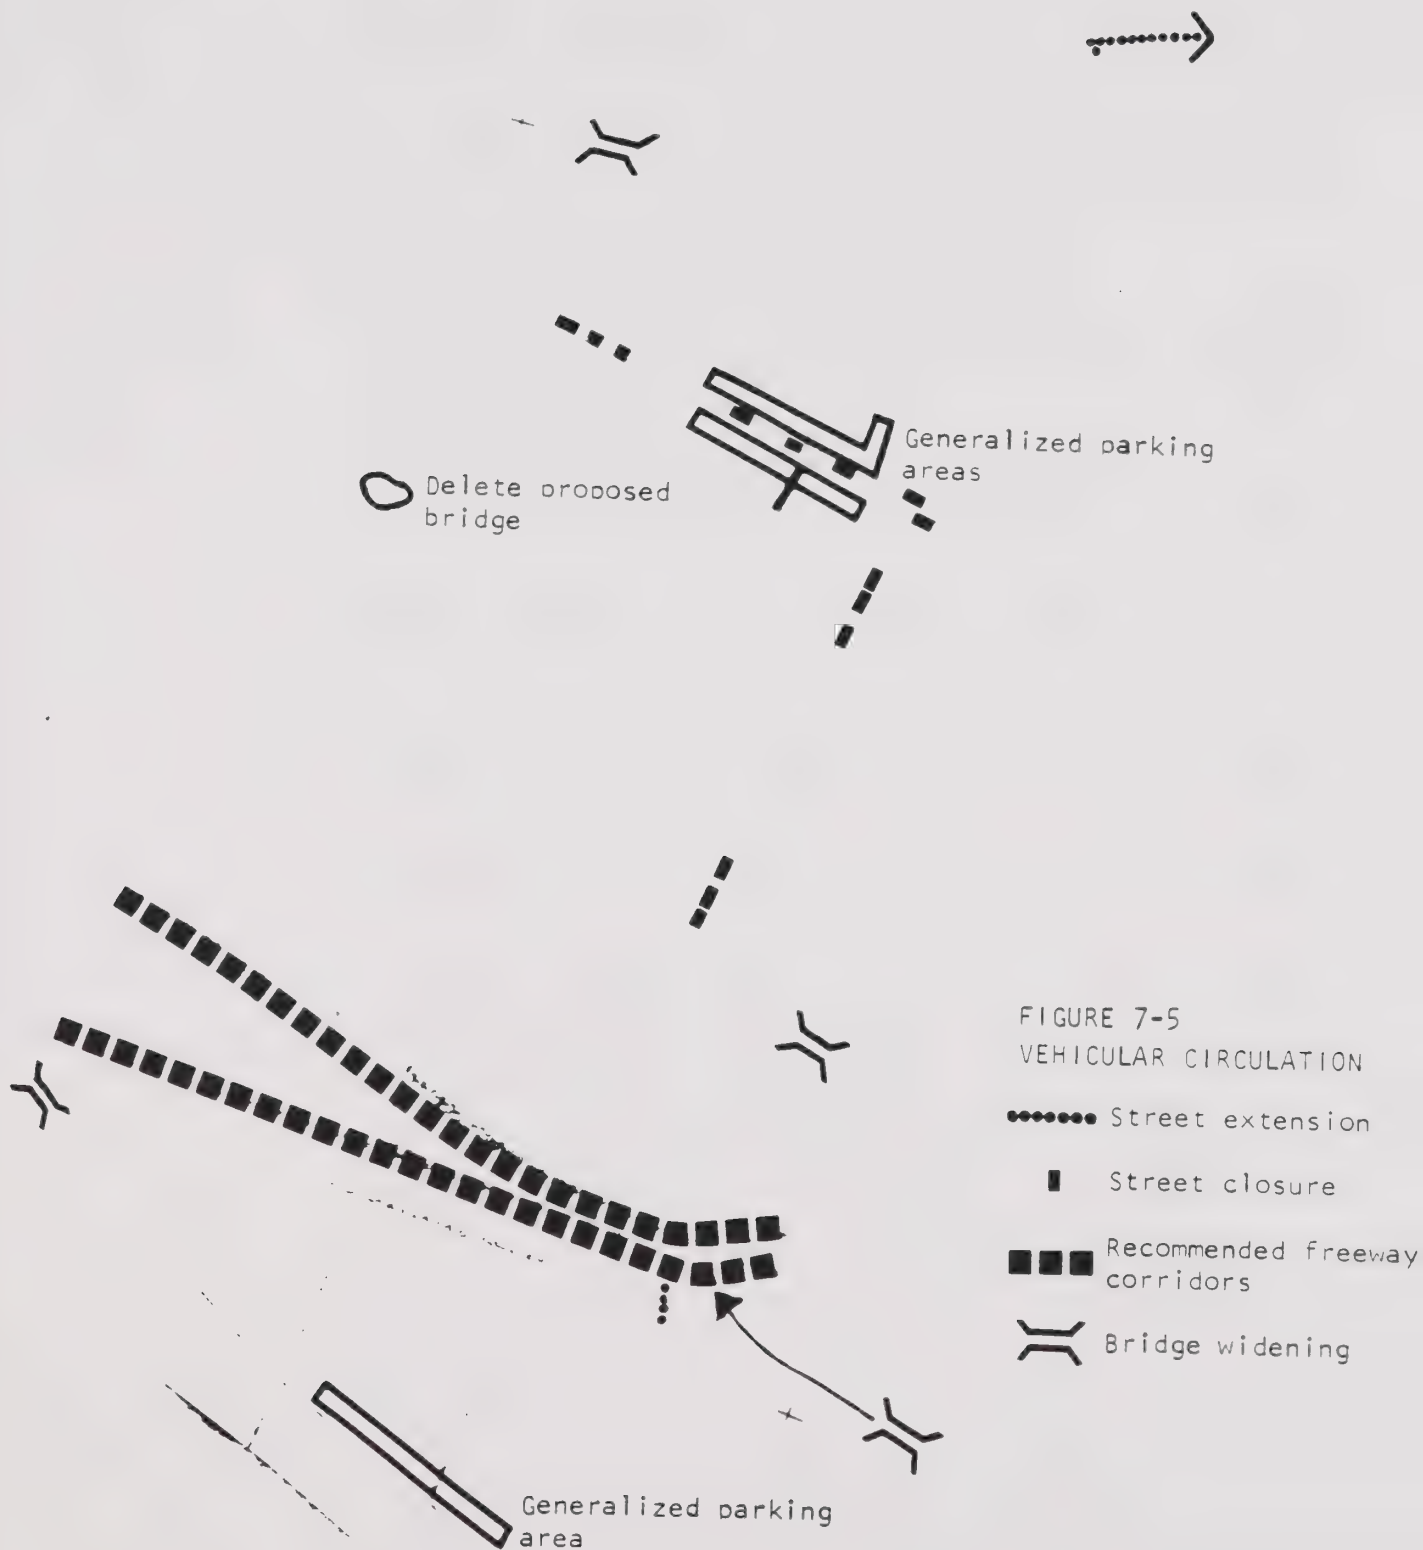 Generalized parking
areas
Delete proposed
bridge
FIGURE 7-5
VEHICULAR CIRCULATION
Street extension
Street closure
Recommended freeway
corridors
Bridge widening
Generalized parking
area